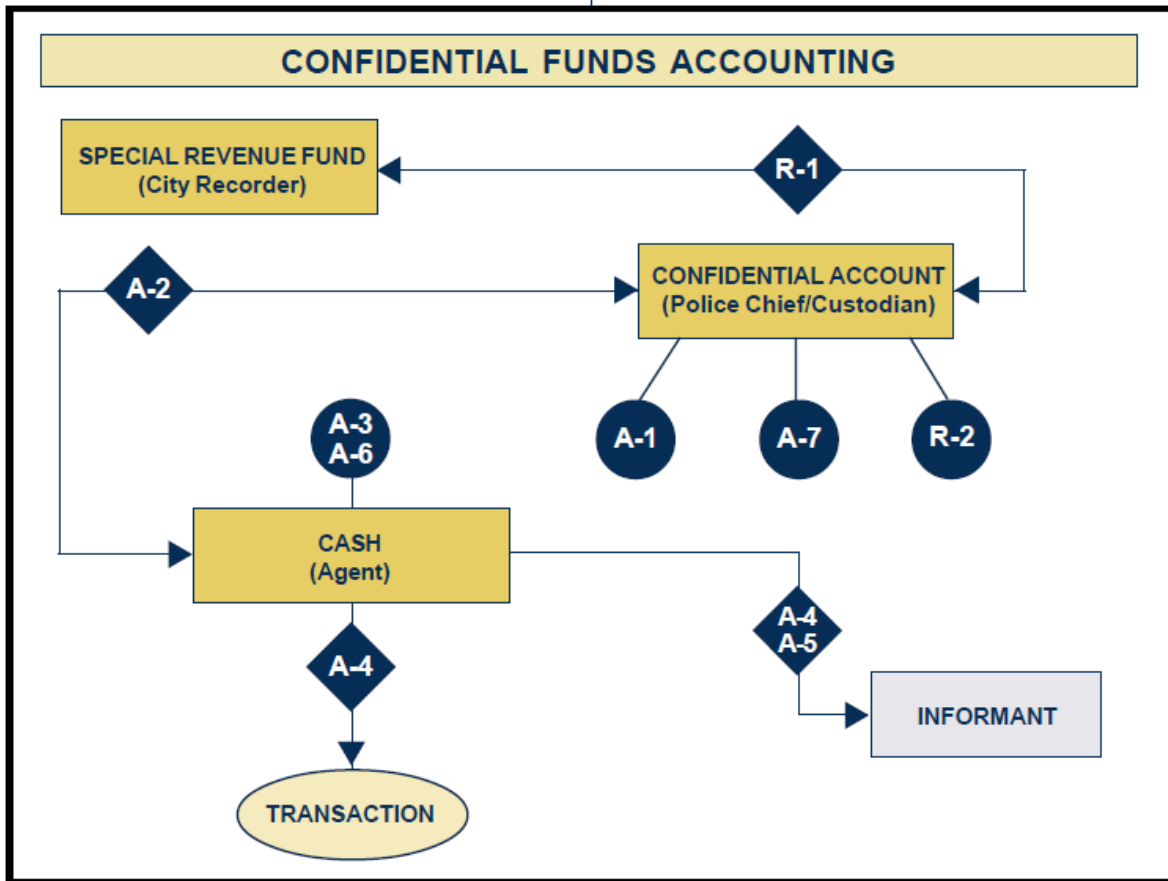 CONFIDENTIAL FUNDS ACCOUNTING
SPECIAL REVENUE FUND
(City Recorder)
R-1
A-2
CONFIDENTIAL ACCOUNT
(Police Chief/Custodian)
A-3
A-6
A-1
A-7
R-2
CASH
(Agent)
A-4
A-4
A-5
INFORMANT
TRANSACTION